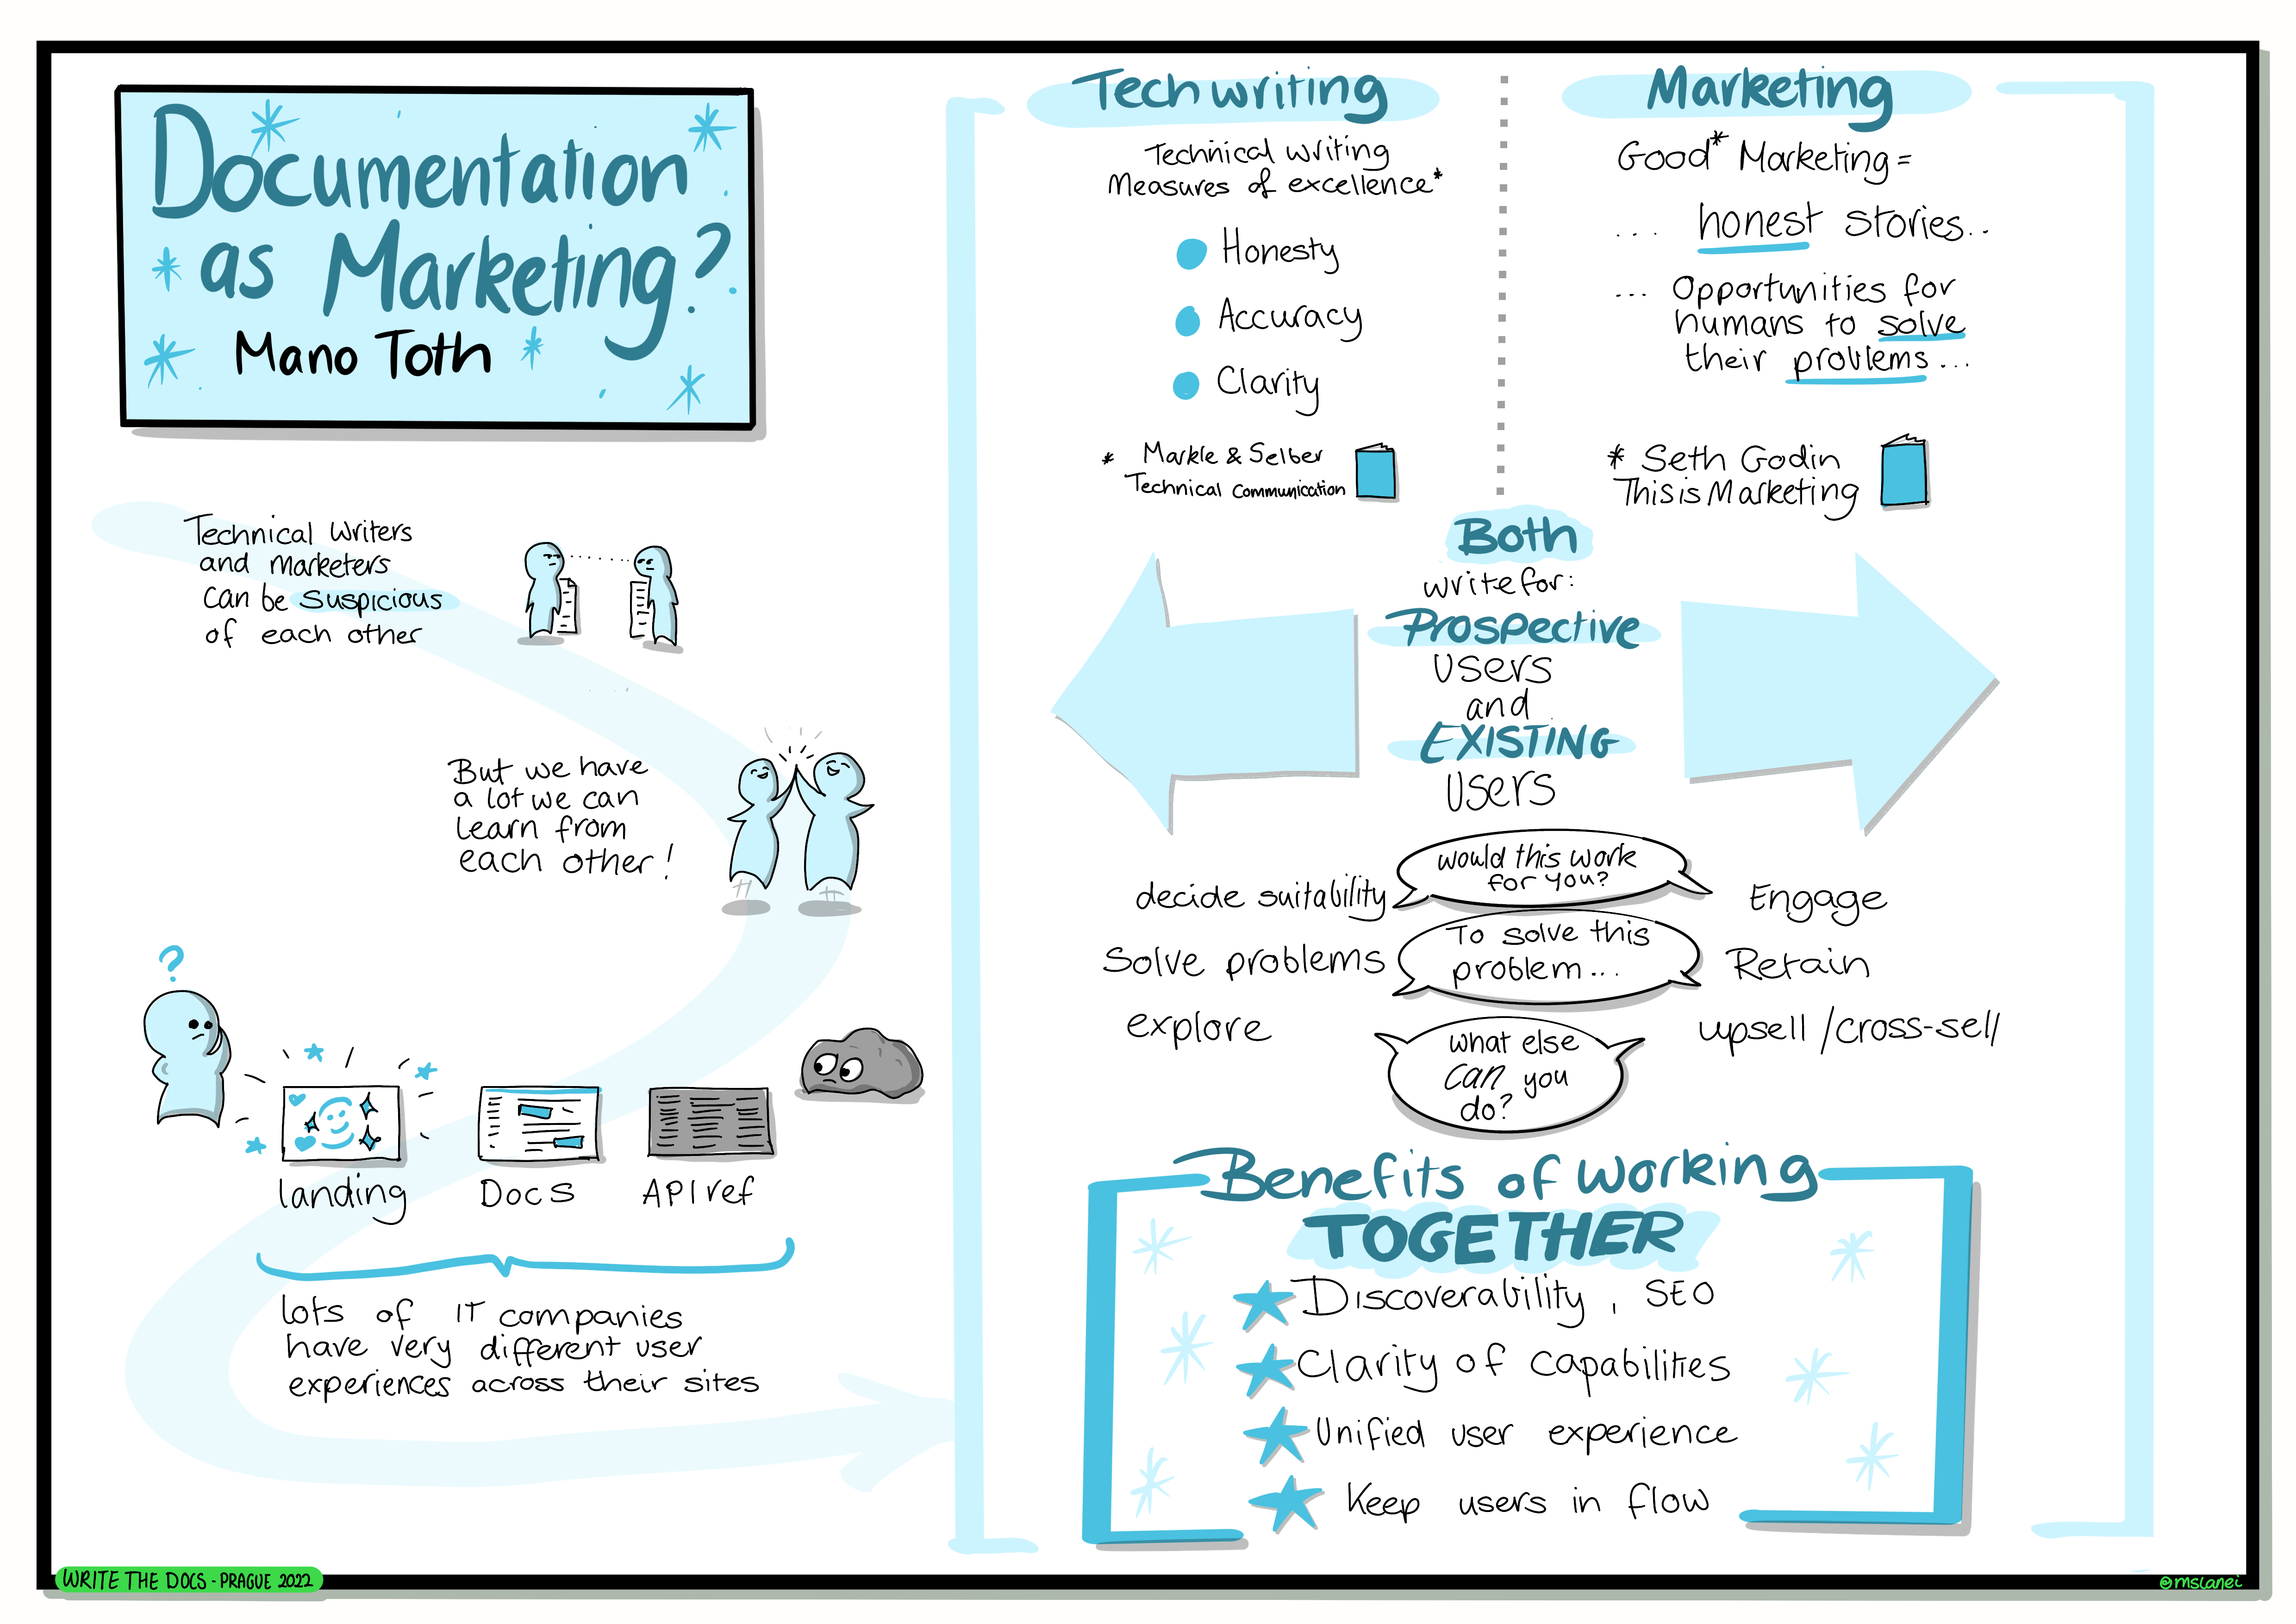 Documentation
as Marketing?
Mano Toth
Technical Writers
and marketers
can be suspicious
of each other
But we have
a lot we can
learn from
each other!
?
landing
Docs
API ref
lots of IT companies
have very different user
experiences across their sites
Tech writing
Technical writing
Measures of excellence*
Honesty
Accuracy
Clarity
* Markle & Selber
Technical Communication
Marketing
Good* Marketing =
... honest stories..
... Opportunities for
humans to solve
their problems...
* Seth Godin
This is Marketing
Both
write for:
Prospective
users
and
EXISTING
users
decide suitability
would this work
for you?
Engage
Solve problems
To solve this
problem...
Retain
explore
what else
can you
do?
upsell /cross-sell
Benefits of working
TOGETHER
Discoverability, SEO
Clarity of capabilities
Unified user experience
Keep users in flow
WRITE THE DOCS - PRAGUE 2022
@mslanei